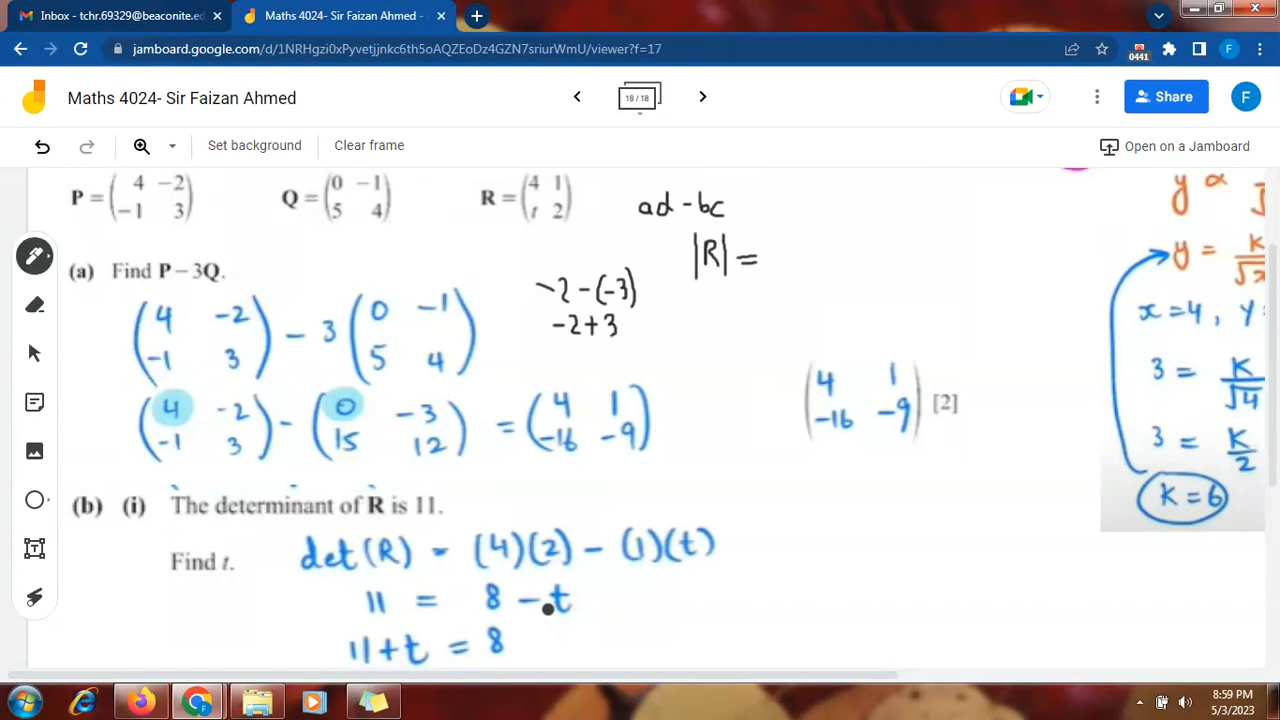 Inbox - tchr.69329@beaconite.ed
Maths 4024- Sir Faizan Ahmed -
jamboard.google.com/d/1NRHgzi0xPyvetjjnkc6th5oAQZEoDz4GZN7sriurWmU/viewer?f=17
0441
F
Maths 4024- Sir Faizan Ahmed
18 / 18
Share
F
Set background
Clear frame
Open on a Jamboard
P = (4 -2
-1 3)
Q = (0 -1
5 4)
R = (4 1
t 2)
ad - bc
|R| =
(a) Find P – 3Q.
(4 -2
-1 3) - 3 (0 -1
5 4)
-2 - (-3)
-2 + 3
(4 -2
-1 3) - (0 -3
15 12) = (4 1
-16 -9)
(4 1
-16 -9) [2]
y ∝
y = K
x = 4, y
3 = K
√4
3 = K
2
K = 6
(b) (i) The determinant of R is 11.
Find t.
det(R) = (4)(2) - (1)(t)
11 = 8 - t
11 + t = 8
8:59 PM
5/3/2023